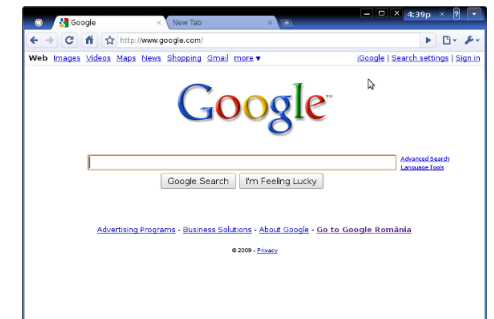 Google New Tab 4:39p
http://www.google.com/
Web Images Videos Maps News Shopping Gmail more ▼ iGoogle | Search settings | Sign in
Google™
Advanced Search
Language Tools
Google Search I'm Feeling Lucky
Advertising Programs - Business Solutions - About Google - Go to Google România
© 2009 - Privacy